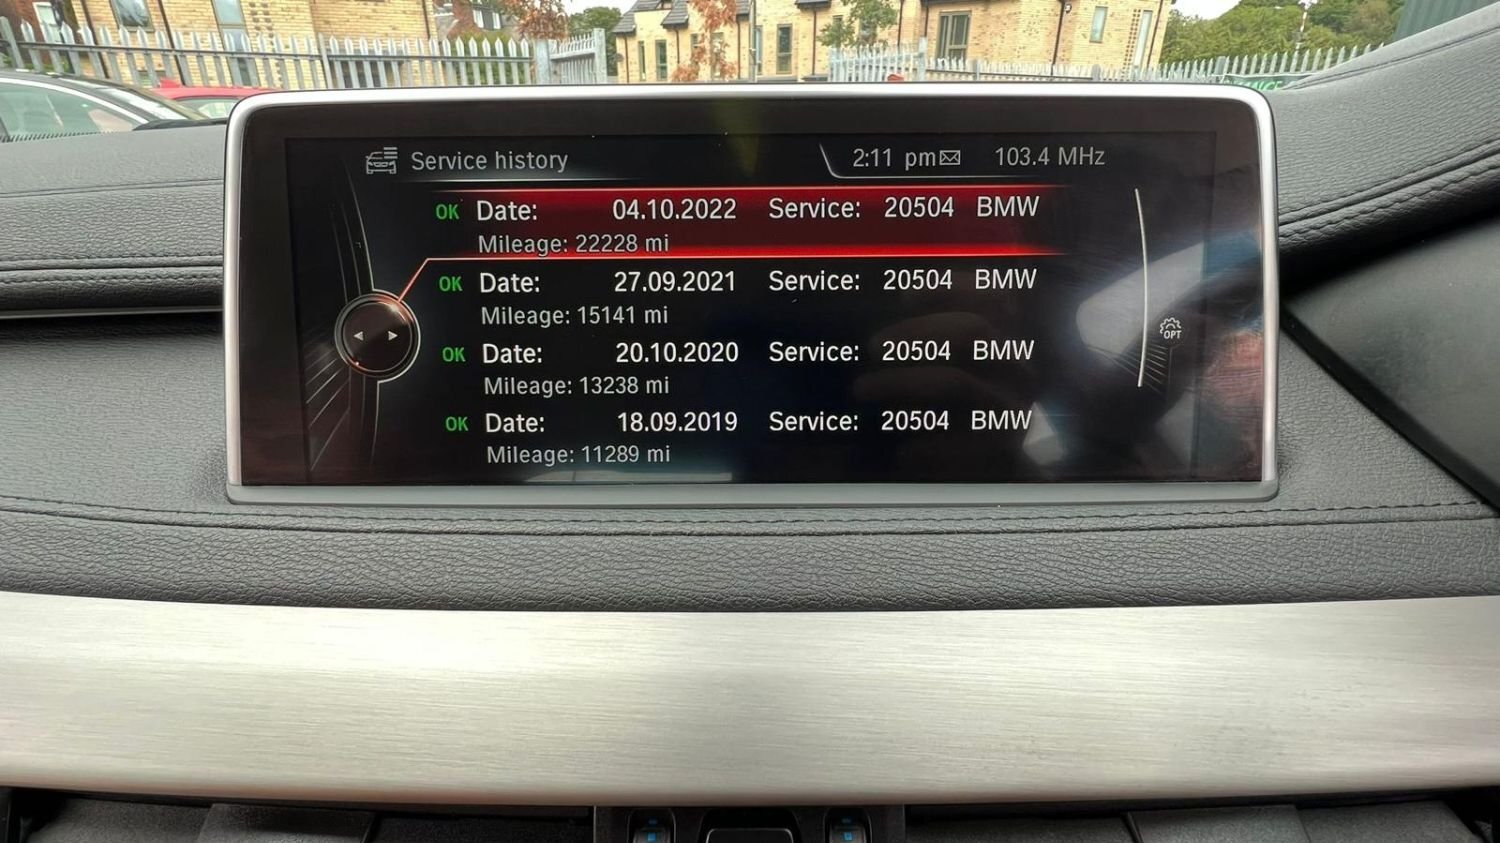 Service history 2:11 pm 103.4 MHz
OK Date: 04.10.2022 Service: 20504 BMW
Mileage: 22228 mi
OK Date: 27.09.2021 Service: 20504 BMW
Mileage: 15141 mi
OK Date: 20.10.2020 Service: 20504 BMW
Mileage: 13238 mi
OPT
OK Date: 18.09.2019 Service: 20504 BMW
Mileage: 11289 mi